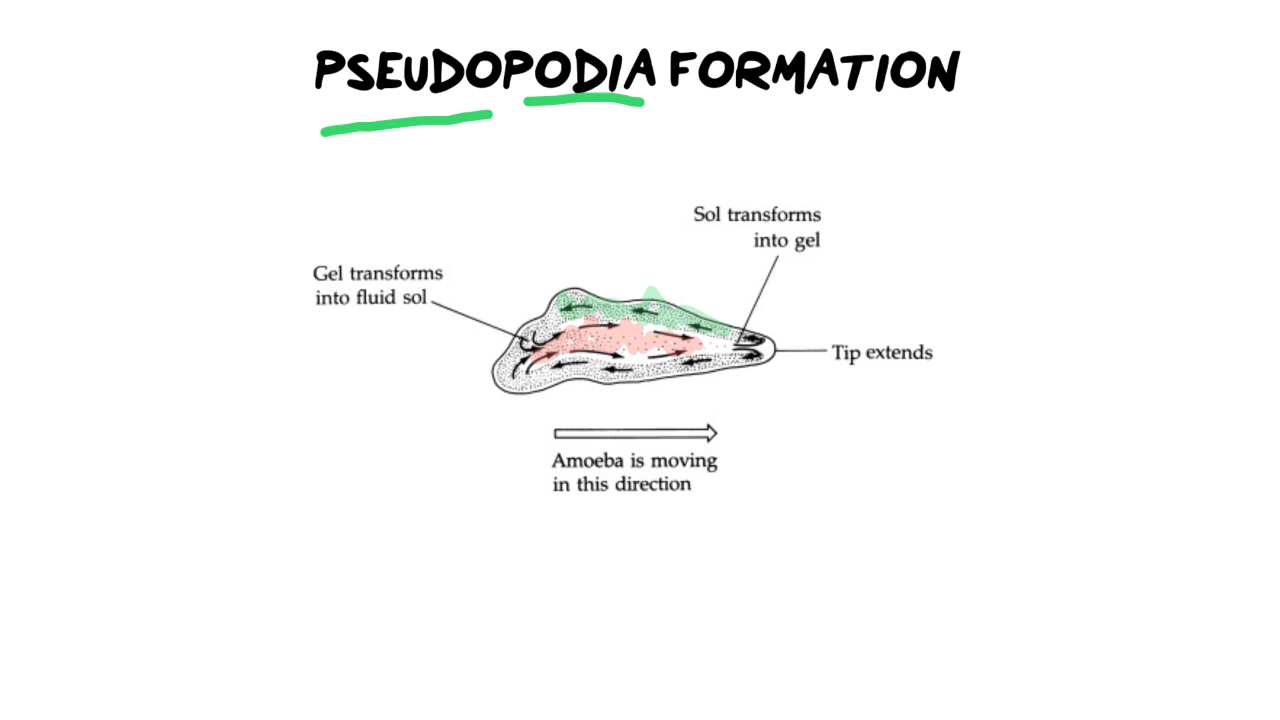 PSEUDOPODIA FORMATION
Sol transforms
into gel
Gel transforms
into fluid sol
Tip extends
Amoeba is moving
in this direction